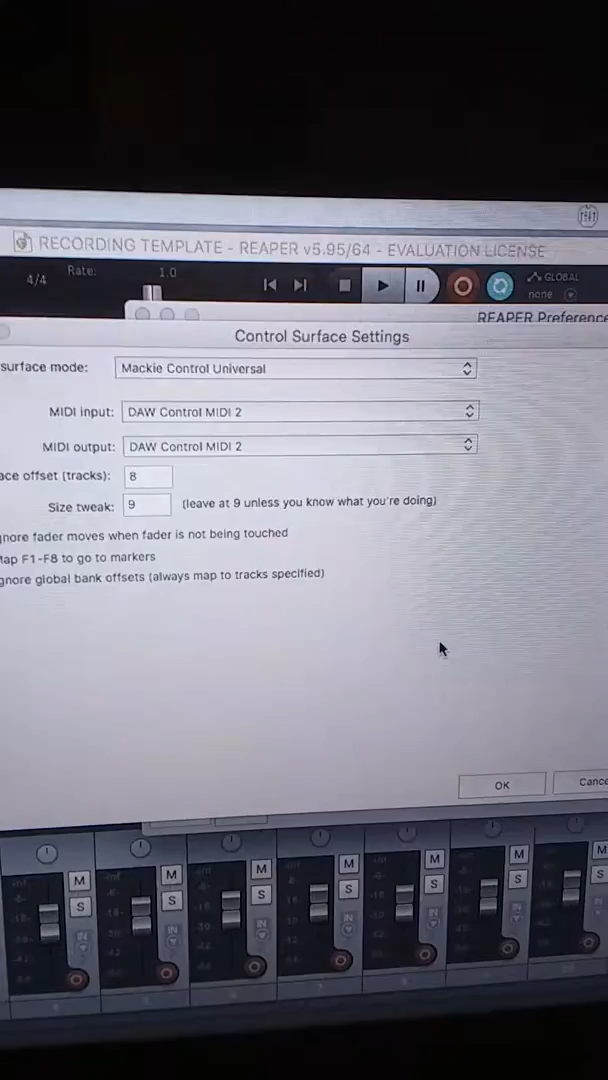 RECORDING TEMPLATE - REAPER v5.95/64 - EVALUATION LICENSE
4/4 Rate: 1.0 GLOBAL
none
REAPER Preference
Control Surface Settings
surface mode: Mackie Control Universal
MIDI input: DAW Control MIDI 2
MIDI output: DAW Control MIDI 2
ace offset (tracks): 8
Size tweak: 9 (leave at 9 unless you know what you're doing)
gnore fader moves when fader is not being touched
Map F1-F8 to go to markers
gnore global bank offsets (always map to tracks specified)
OK Cance
M M M M M M M
S S S S S S S